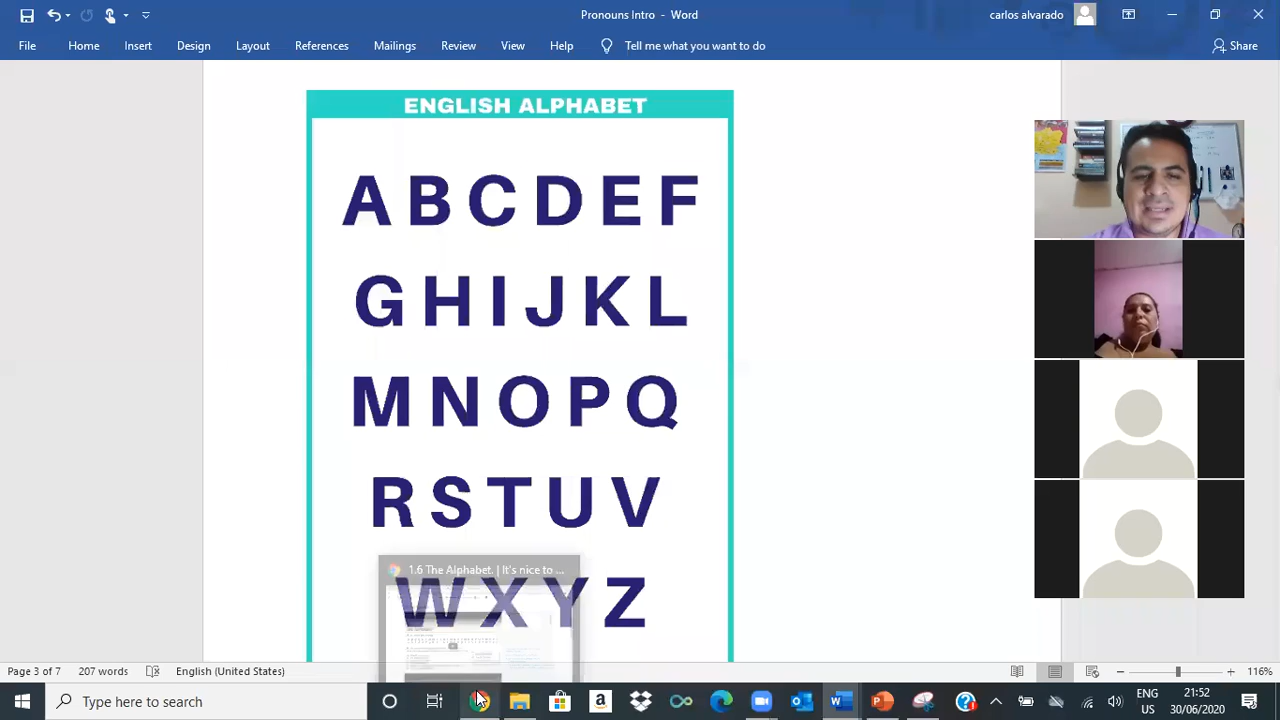 Pronouns Intro - Word
carlos alvarado
File Home Insert Design Layout References Mailings Review View Help Tell me what you want to do Share
ENGLISH ALPHABET
A B C D E F
G H I J K L
M N O P Q
R S T U V
1.6 The Alphabet. | It's nice to ...
W X Y Z
Page 3 of 7 207 words English (United States) 116%
Type here to search
ENG 21:52
US 30/06/2020